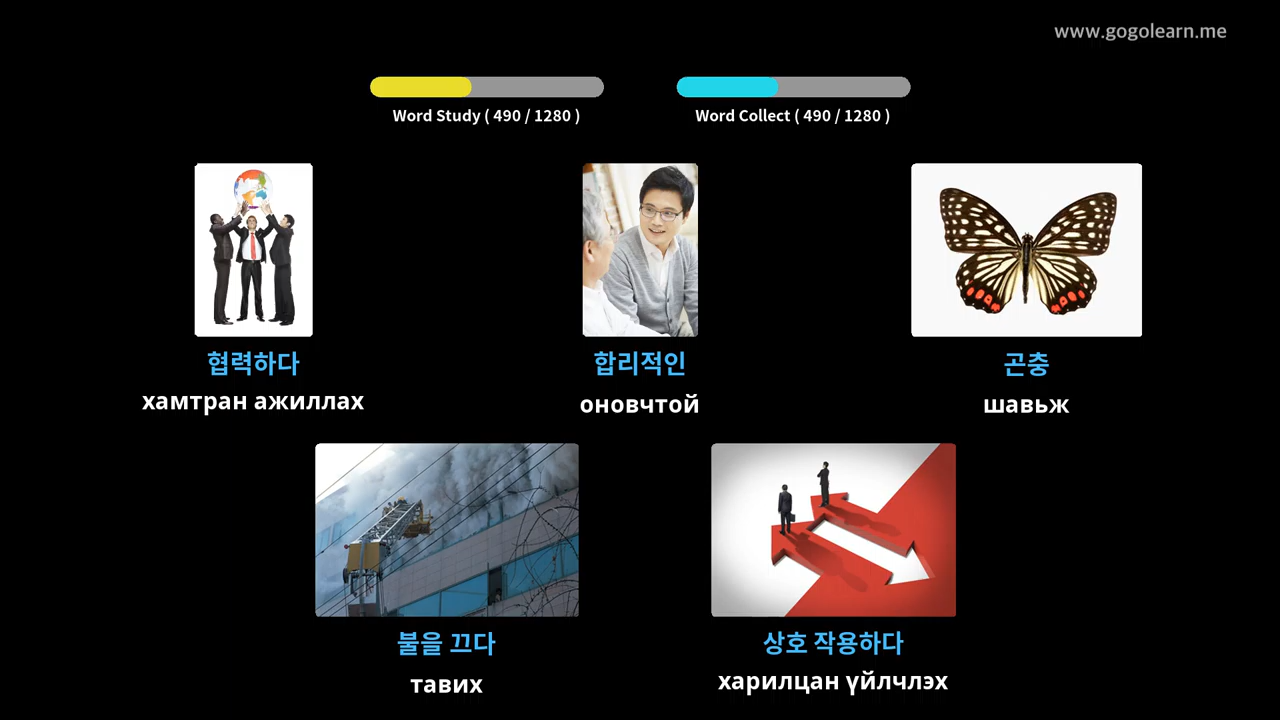 www.gogolearn.me
Word Study ( 490 / 1280 )
Word Collect ( 490 / 1280 )
협력하다
хамтран ажиллах
합리적인
оновчтой
곤충
шавьж
불을 끄다
тавих
상호 작용하다
харилцан үйлчлэх